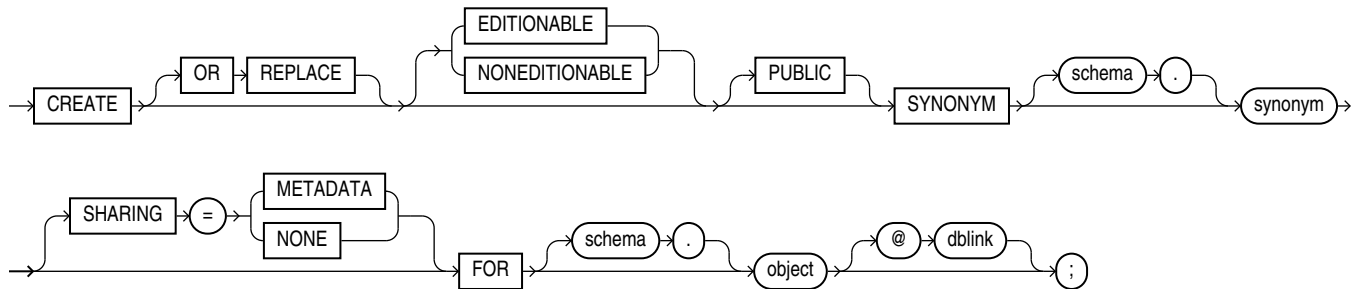 EDITIONABLE
OR REPLACE NONEDITIONABLE PUBLIC schema .
CREATE SYNONYM synonym
METADATA
SHARING = NONE schema . @ dblink
FOR object ;